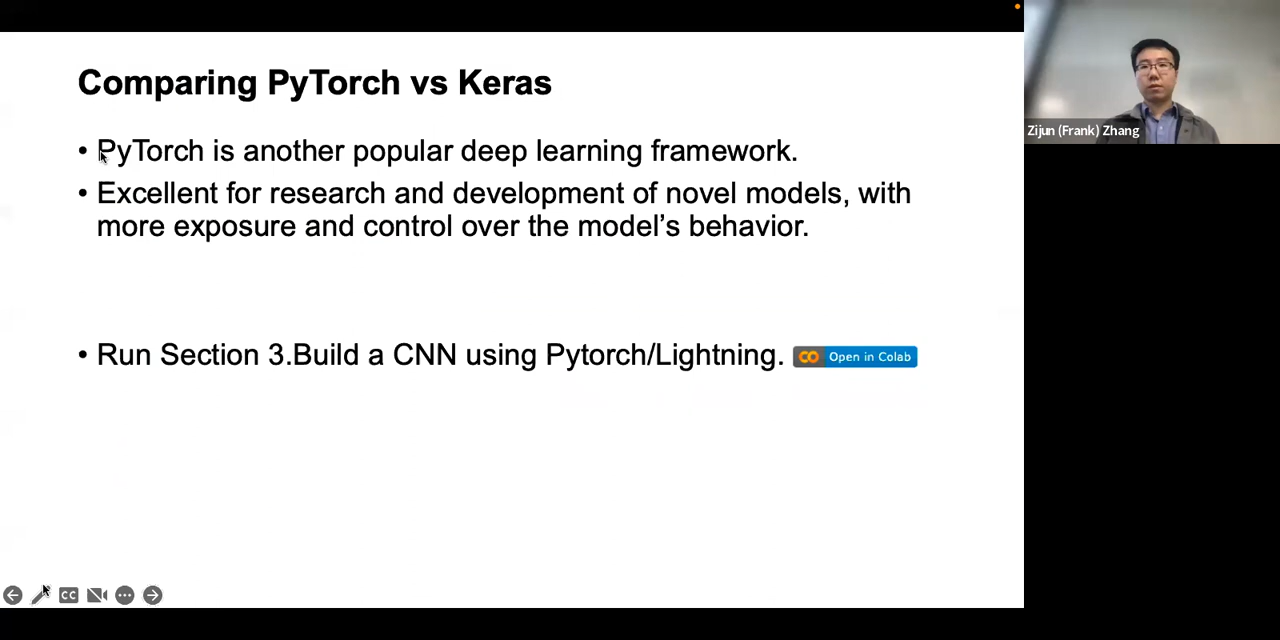 Comparing PyTorch vs Keras
• PyTorch is another popular deep learning framework.
• Excellent for research and development of novel models, with
more exposure and control over the model’s behavior.
• Run Section 3.Build a CNN using Pytorch/Lightning. Open in Colab
Zijun (Frank) Zhang
CC